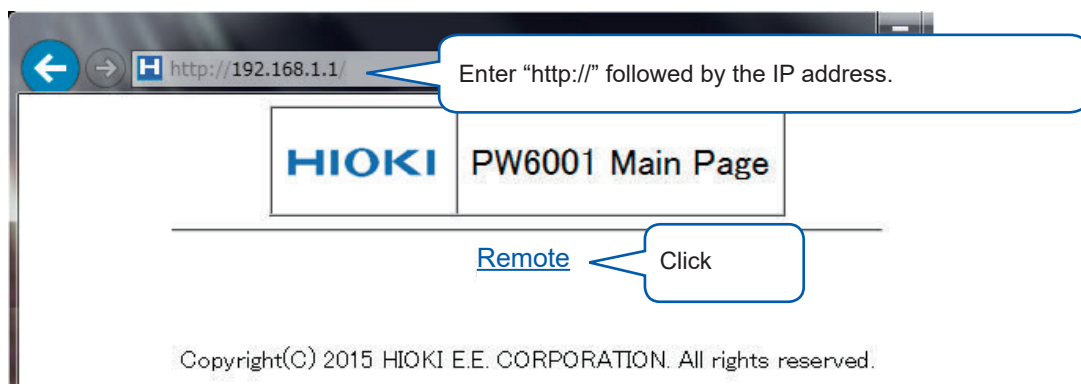 http://192.168.1.1/
Enter “http://” followed by the IP address.
HIOKI
PW6001 Main Page
Remote
Click
Copyright(C) 2015 HIOKI E.E. CORPORATION. All rights reserved.